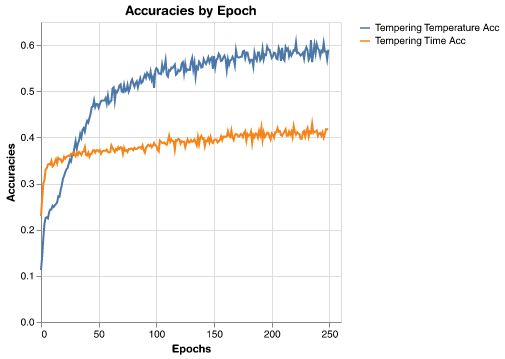 Accuracies by Epoch
Tempering Temperature Acc
Tempering Time Acc
Accuracies
0.6
0.5
0.4
0.3
0.2
0.1
0.0
0 50 100 150 200 250
Epochs